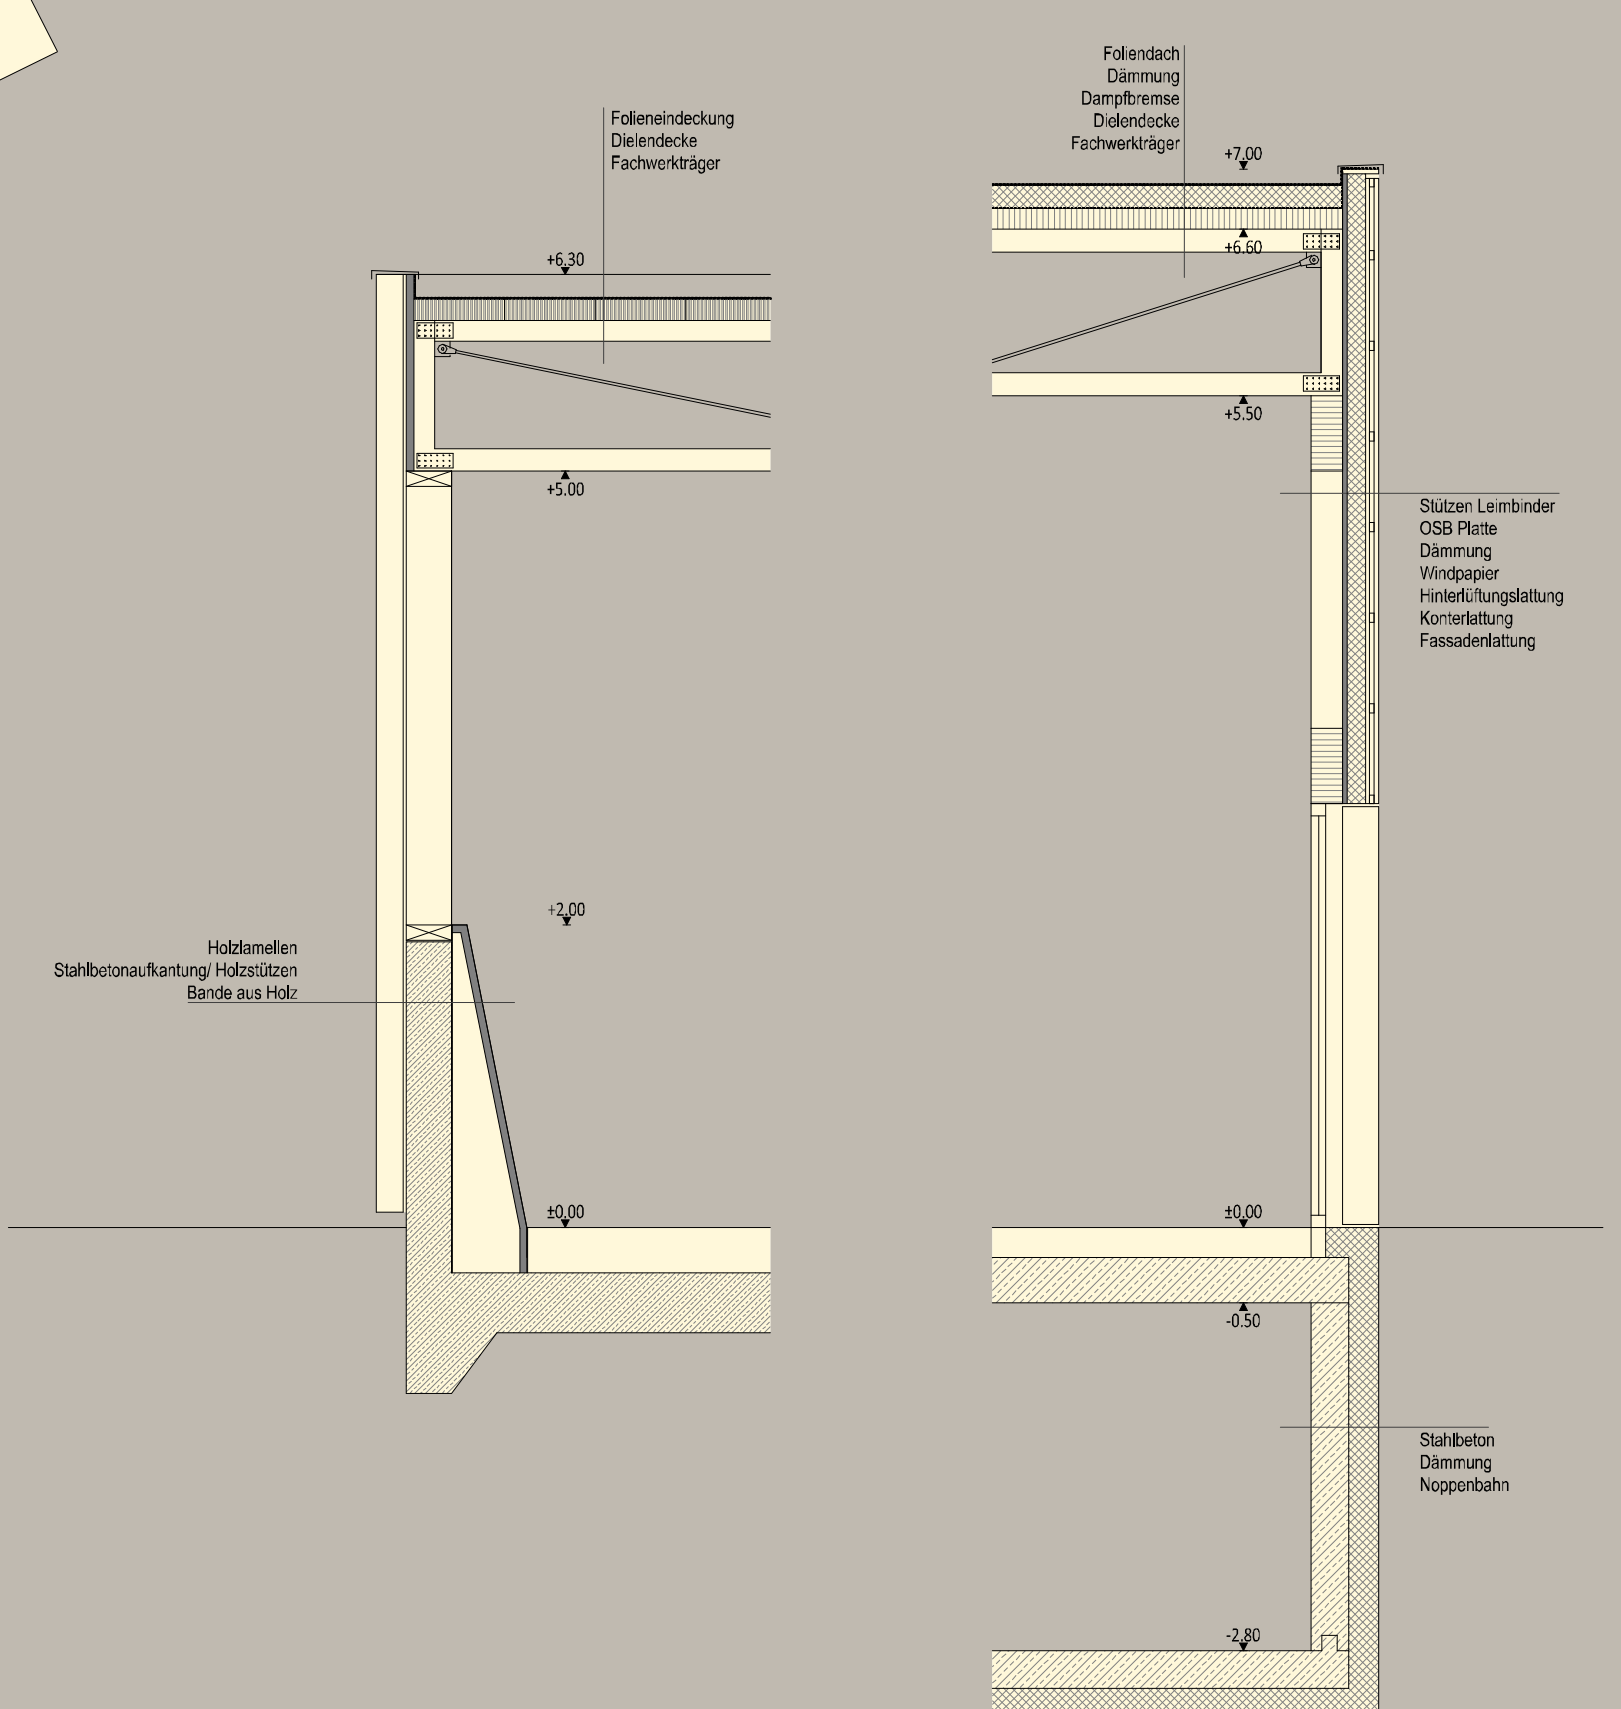 Folieneindeckung
Dielendecke
Fachwerkträger
+6.30
+5.00
+2.00
Holzlamellen
Stahlbetonaufkantung/ Holzstützen
Bande aus Holz
±0.00
Foliendach
Dämmung
Dampfbremse
Dielendecke
Fachwerkträger
+7.00
+6.60
+5.50
Stützen Leimbinder
OSB Platte
Dämmung
Windpapier
Hinterlüftungslattung
Konterlattung
Fassadenlattung
±0.00
-0.50
Stahlbeton
Dämmung
Noppenbahn
-2.80